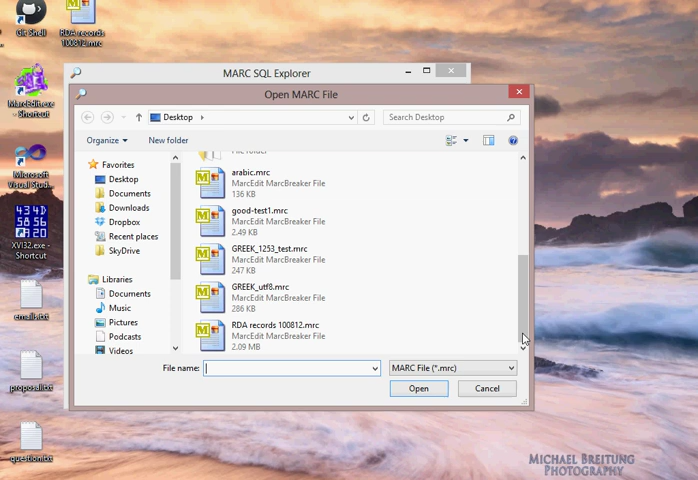 Git Shell
RDA records
100812.mrc
MarcEdit.exe
- Shortcut
Microsoft
Visual Stud...
XVI32.exe -
Shortcut
emails.txt
proposal.txt
question.txt
MARC SQL Explorer
Open MARC File
Desktop
Search Desktop
Organize
New folder
Favorites
Desktop
Documents
Downloads
Dropbox
Recent places
SkyDrive
Libraries
Documents
Music
Pictures
Podcasts
Videos
File folder
arabic.mrc
MarcEdit MarcBreaker File
136 KB
good-test1.mrc
MarcEdit MarcBreaker File
2.49 KB
GREEK_1253_test.mrc
MarcEdit MarcBreaker File
247 KB
GREEK_utf8.mrc
MarcEdit MarcBreaker File
286 KB
RDA records 100812.mrc
MarcEdit MarcBreaker File
2.09 MB
File name:
MARC File (*.mrc)
Open
Cancel
MICHAEL BREITUNG
PHOTOGRAPHY